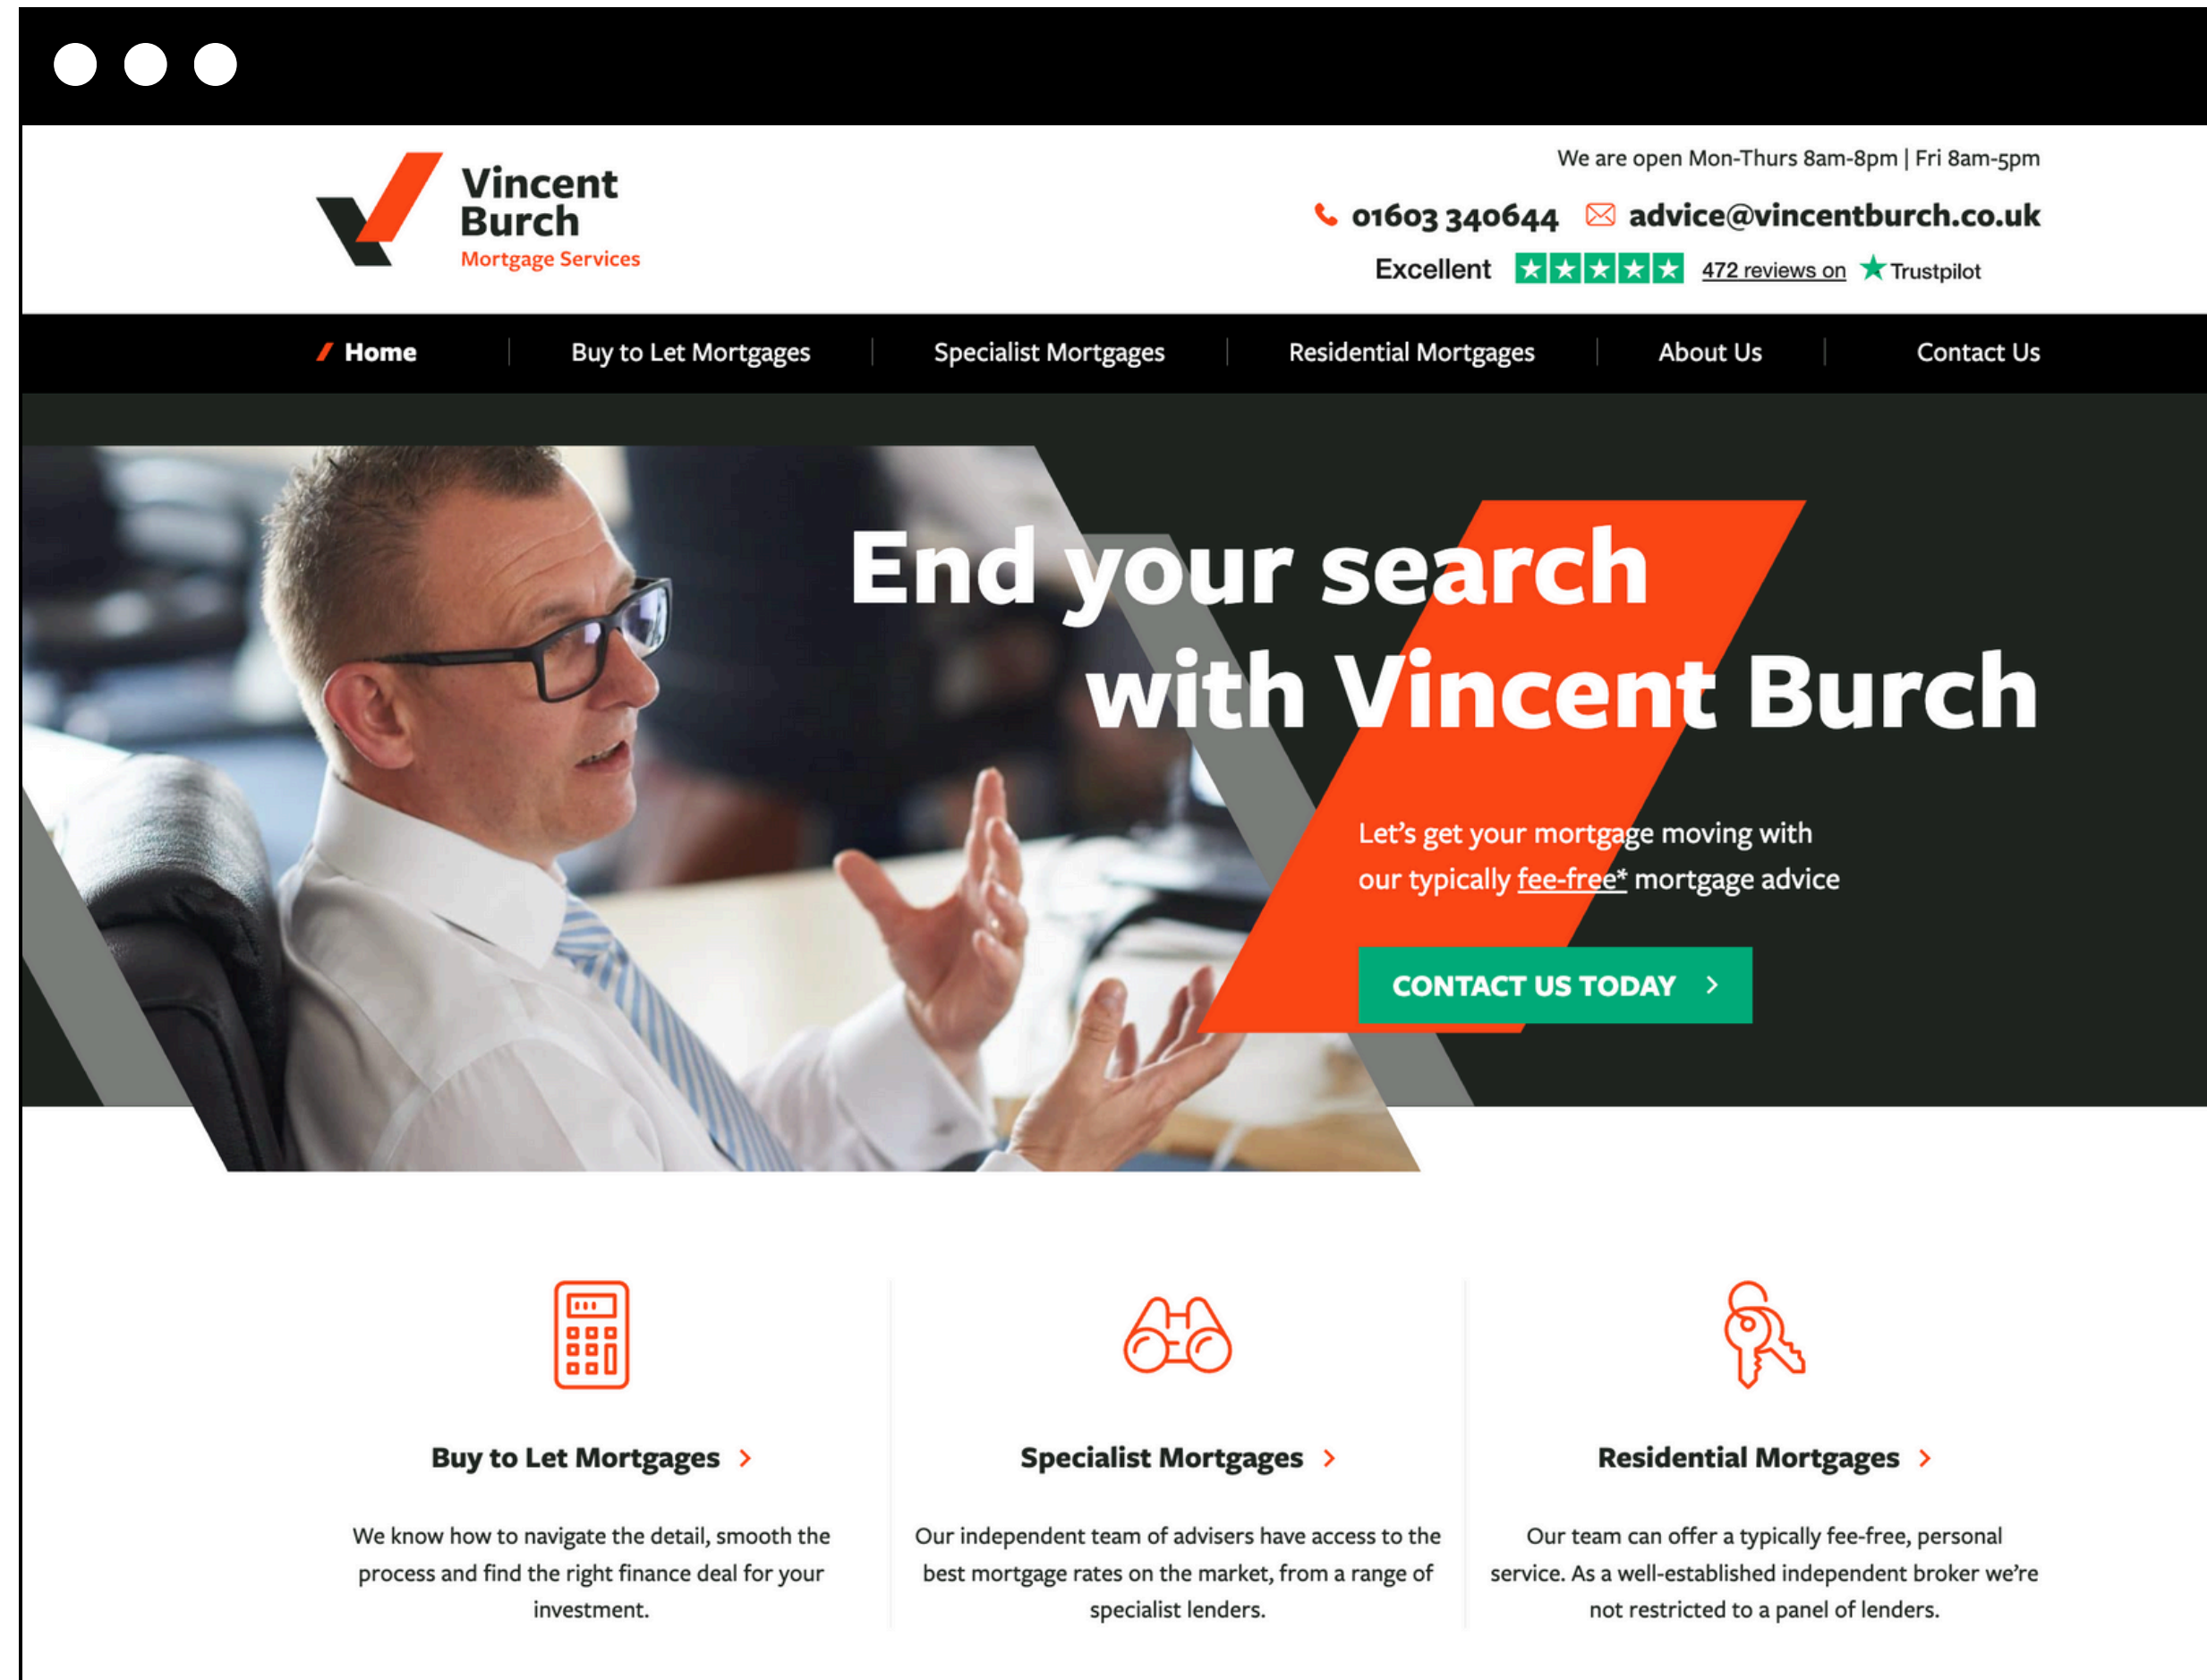 Vincent
Burch
Mortgage Services
We are open Mon-Thurs 8am-8pm | Fri 8am-5pm
01603 340644 advice@vincentburch.co.uk
Excellent 472 reviews on Trustpilot
Home Buy to Let Mortgages Specialist Mortgages Residential Mortgages About Us Contact Us
End your search
with Vincent Burch
Let's get your mortgage moving with
our typically fee-free* mortgage advice
CONTACT US TODAY
Buy to Let Mortgages
We know how to navigate the detail, smooth the
process and find the right finance deal for your
investment.
Specialist Mortgages
Our independent team of advisers have access to the
best mortgage rates on the market, from a range of
specialist lenders.
Residential Mortgages
Our team can offer a typically fee-free, personal
service. As a well-established independent broker we're
not restricted to a panel of lenders.